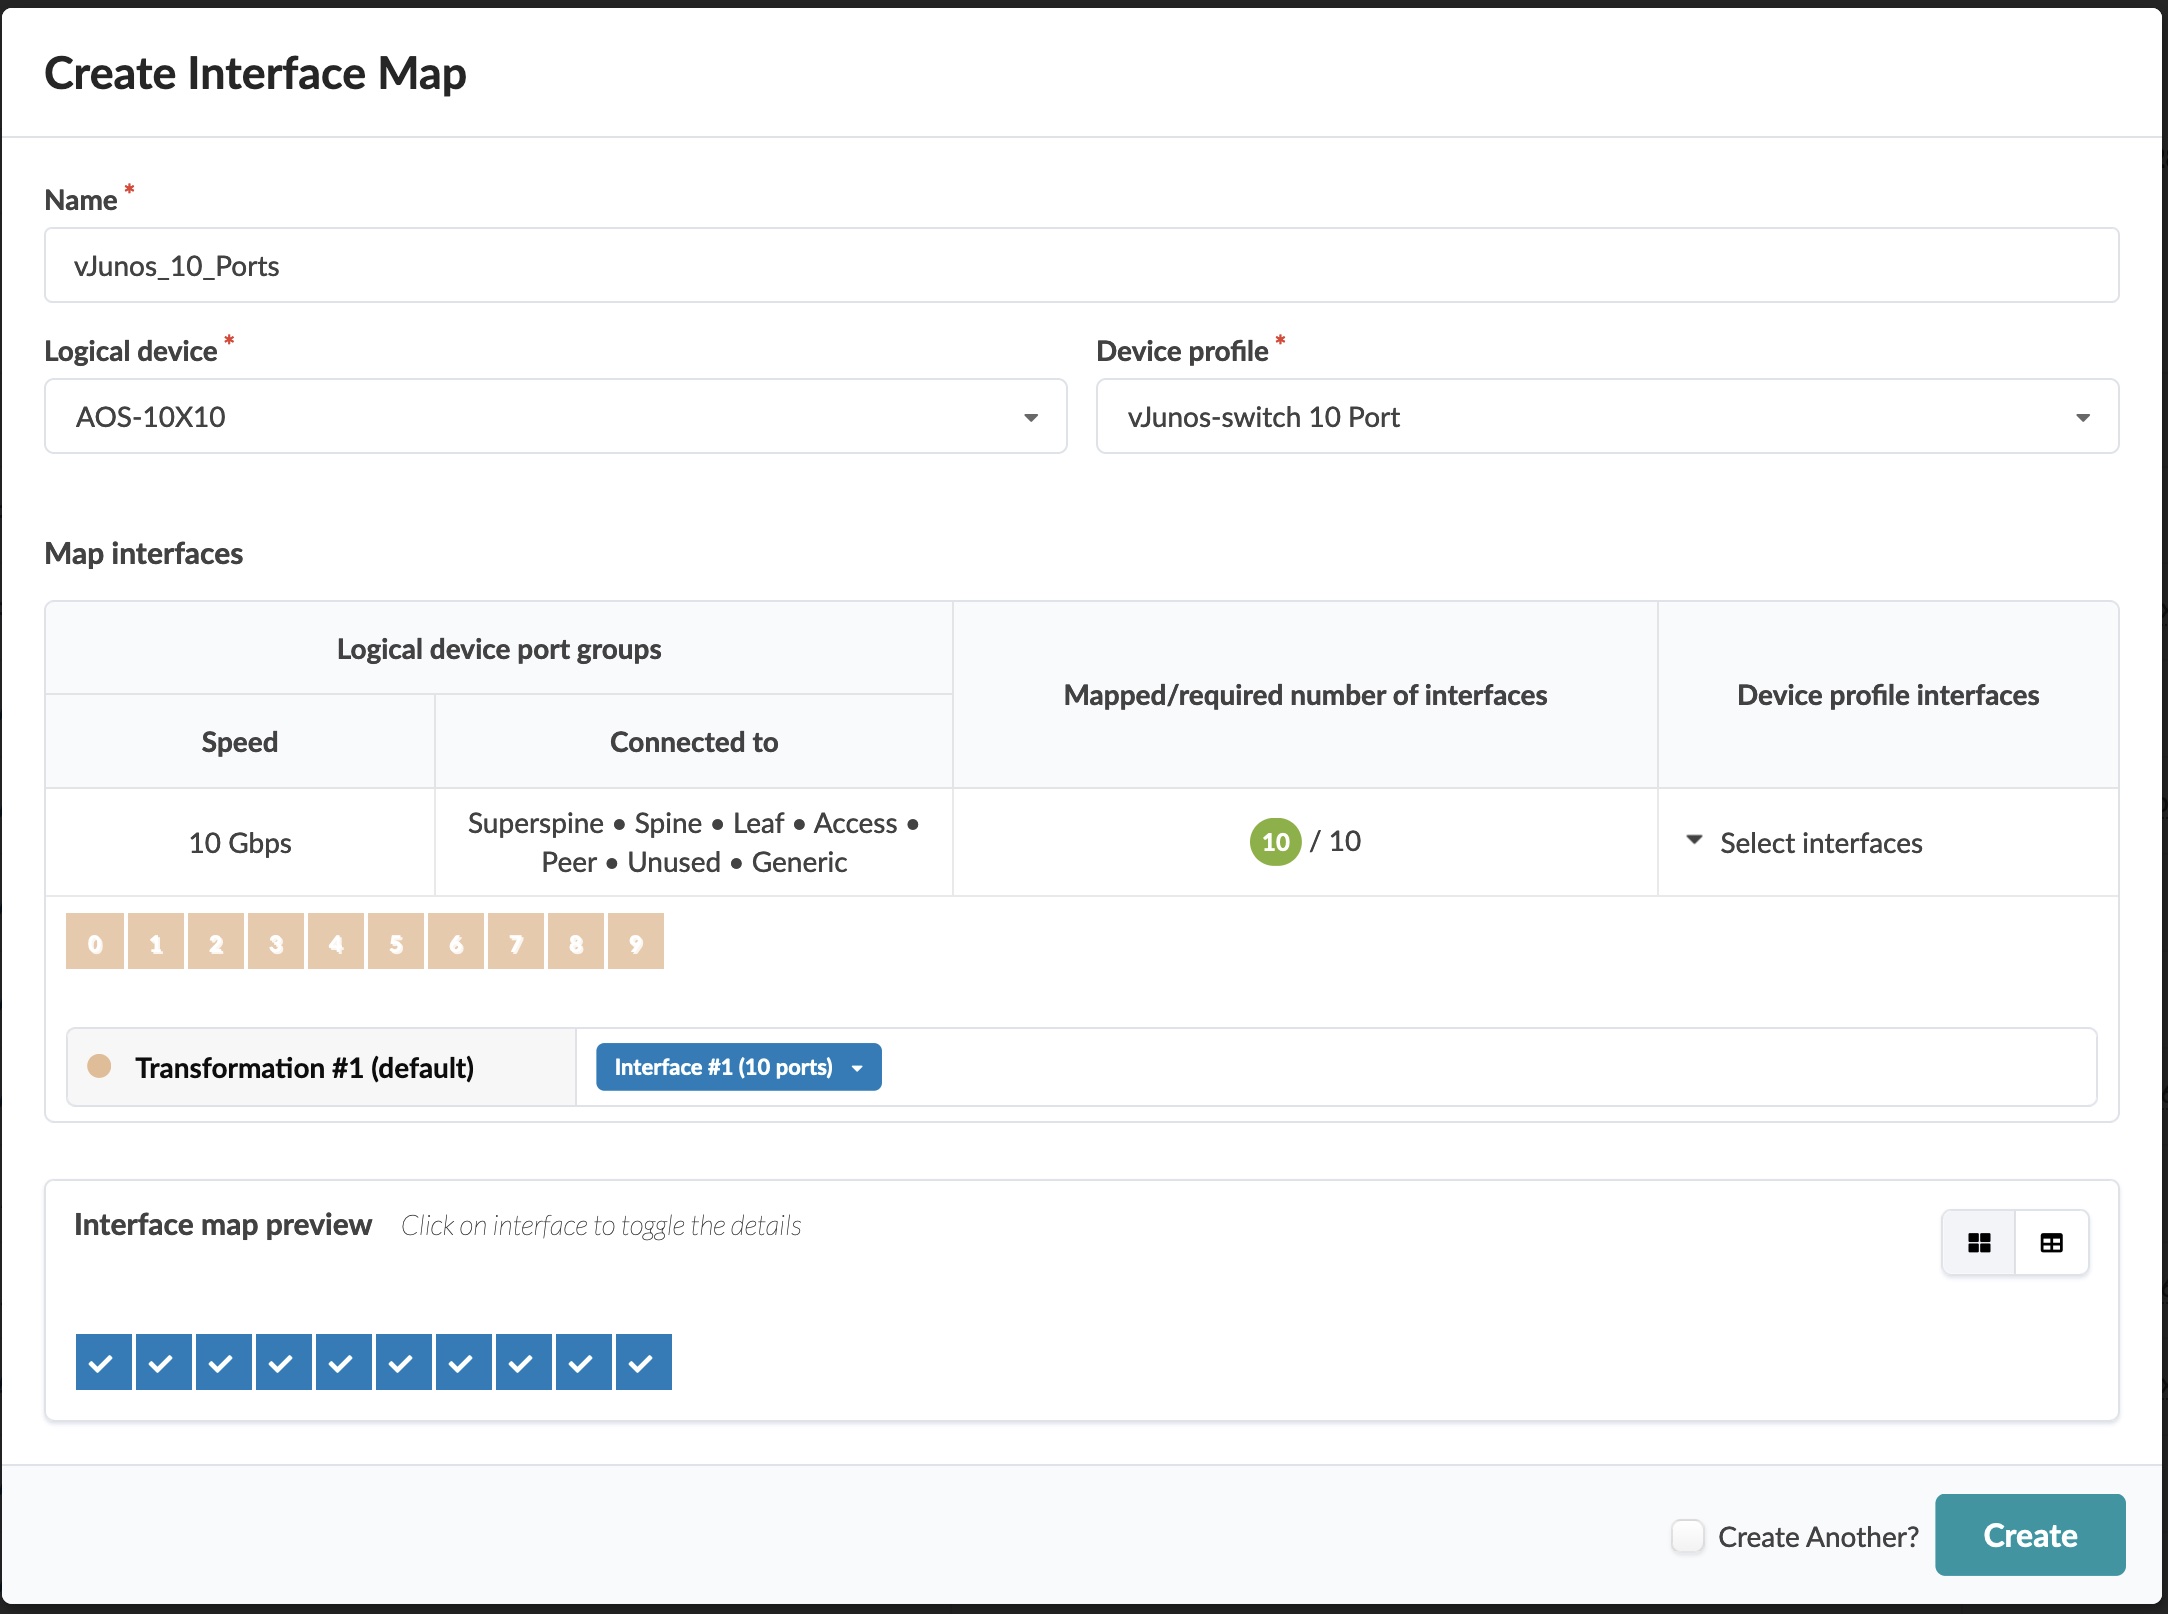 Create Interface Map
Name *
vJunos_10_Ports
Logical device *
Device profile *
AOS-10X10
vJunos-switch 10 Port
Map interfaces
Logical device port groups
Mapped/required number of interfaces
Device profile interfaces
Speed
Connected to
10 Gbps
Superspine • Spine • Leaf • Access •
Peer • Unused • Generic
10 / 10
Select interfaces
0 1 2 3 4 5 6 7 8 9
Transformation #1 (default)
Interface #1 (10 ports)
Interface map preview Click on interface to toggle the details
Create Another?
Create